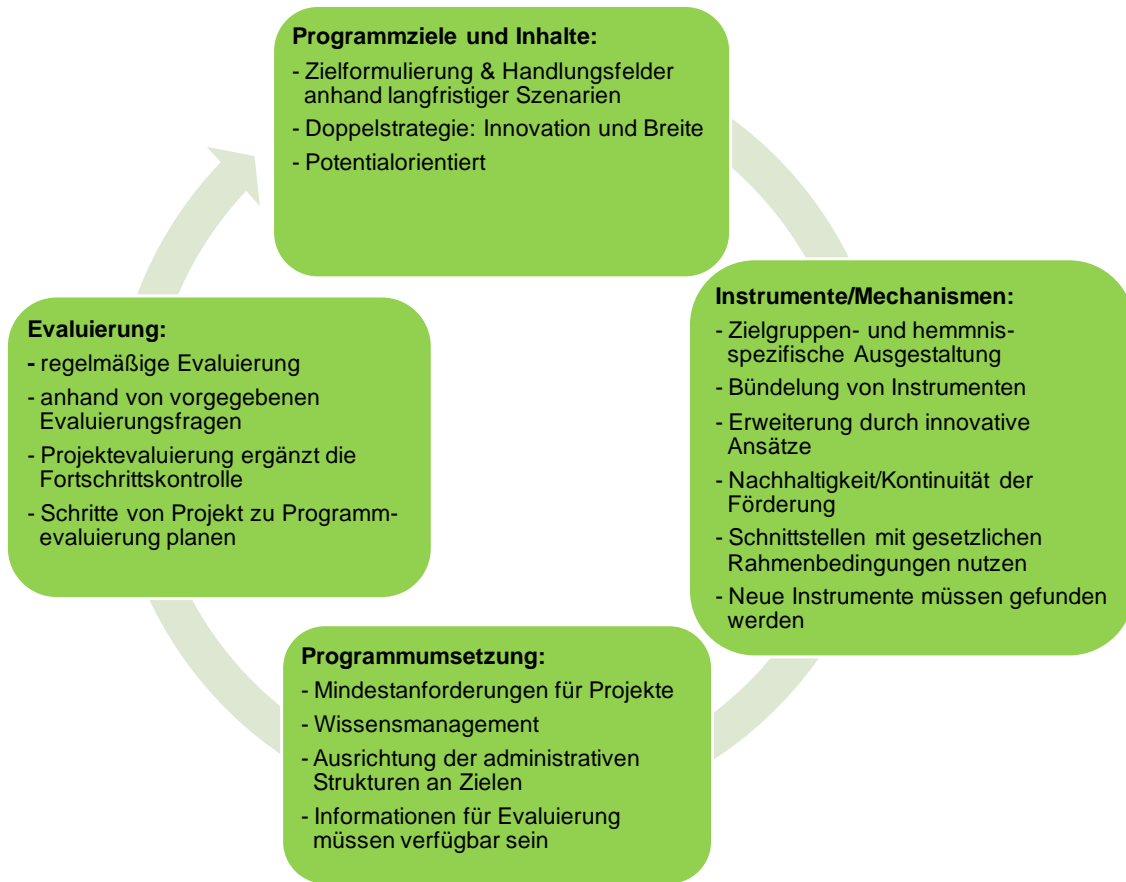 Programmziele und Inhalte:
- Zielformulierung & Handlungsfelder
anhand langfristiger Szenarien
- Doppelstrategie: Innovation und Breite
- Potentialorientiert
Instrumente/Mechanismen:
- Zielgruppen- und hemmnis-
spezifische Ausgestaltung
- Bündelung von Instrumenten
- Erweiterung durch innovative
Ansätze
- Nachhaltigkeit/Kontinuität der
Förderung
- Schnittstellen mit gesetzlichen
Rahmenbedingungen nutzen
- Neue Instrumente müssen gefunden
werden
Programmumsetzung:
- Mindestanforderungen für Projekte
- Wissensmanagement
- Ausrichtung der administrativen
Strukturen an Zielen
- Informationen für Evaluierung
müssen verfügbar sein
Evaluierung:
- regelmäßige Evaluierung
- anhand von vorgegebenen
Evaluierungsfragen
- Projektevaluierung ergänzt die
Fortschrittskontrolle
- Schritte von Projekt zu Programm-
evaluierung planen